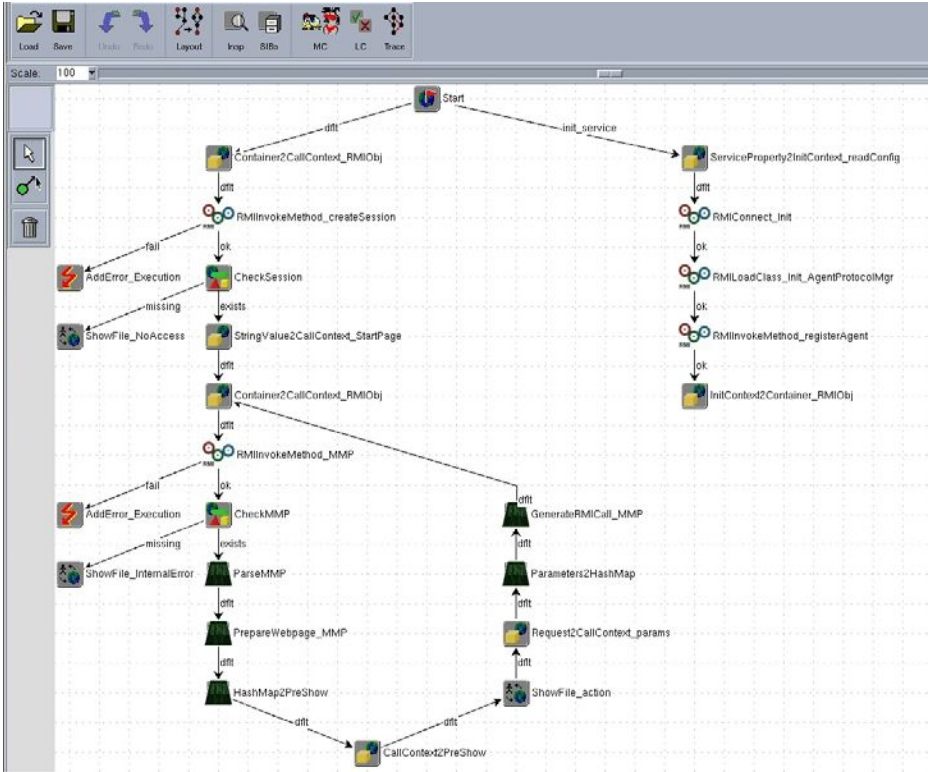 Load Save Undo Redo Layout Insp SIBs MC LC Trace
Scale: 100
Start
dflt
init_service
Container2CallContext_RMIObj
ServiceProperty2InitContext_readConfig
dflt
dflt
RMIInvokeMethod_createSession
RMIConnect_Init
fail
ok
ok
AddError_Execution
CheckSession
RMILoadClass_Init_AgentProtocolMgr
missing
exists
ok
ShowFile_NoAccess
StringValue2CallContext_StartPage
RMIInvokeMethod_registerAgent
dflt
ok
Container2CallContext_RMIObj
InitContext2Container_RMIObj
dflt
RMIInvokeMethod_MMP
fail
ok
dflt
AddError_Execution
CheckMMP
GenerateRMICall_MMP
missing
exists
dflt
ShowFile_InternalError
ParseMMP
Parameters2HashMap
dflt
dflt
PrepareWebpage_MMP
Request2CallContext_params
dflt
dflt
HashMap2PreShow
ShowFile_action
dflt
dflt
CallContext2PreShow